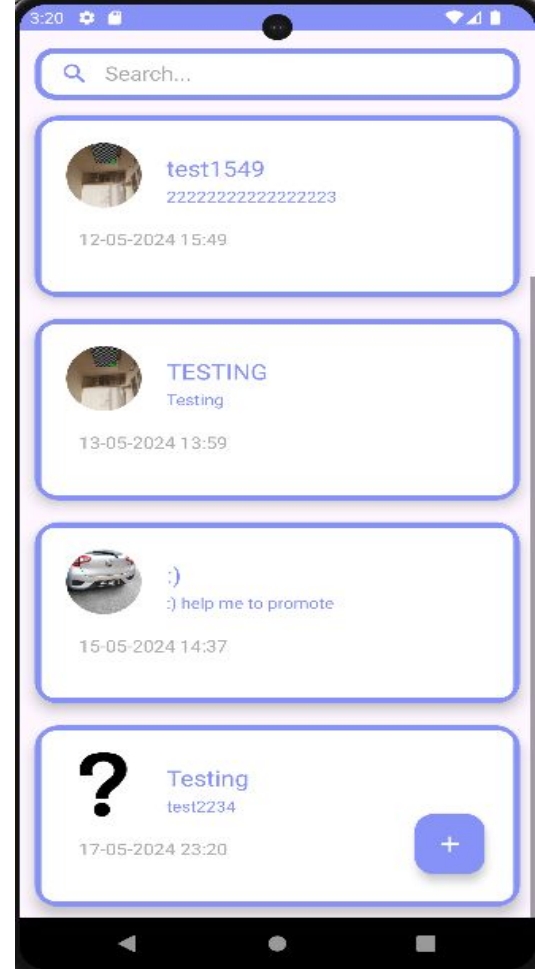 3:20
Search...
test1549
22222222222222223
12-05-2024 15:49
TESTING
Testing
13-05-2024 13:59
:)
:) help me to promote
15-05-2024 14:37
?
Testing
test2234
17-05-2024 23:20
+